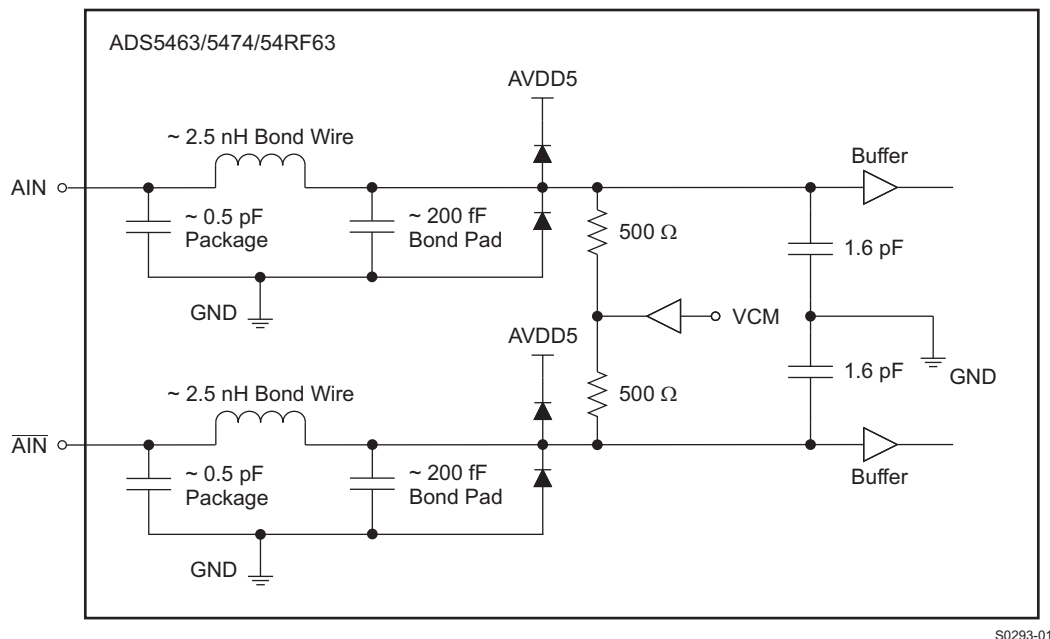 ADS5463/5474/54RF63
AVDD5
~ 2.5 nH Bond Wire
Buffer
AIN
~ 0.5 pF
Package
~ 200 fF
Bond Pad
500 Ω
1.6 pF
GND
VCM
AVDD5
GND
~ 2.5 nH Bond Wire
500 Ω
1.6 pF
A̅I̅N̅
~ 0.5 pF
Package
~ 200 fF
Bond Pad
Buffer
GND
S0293-01